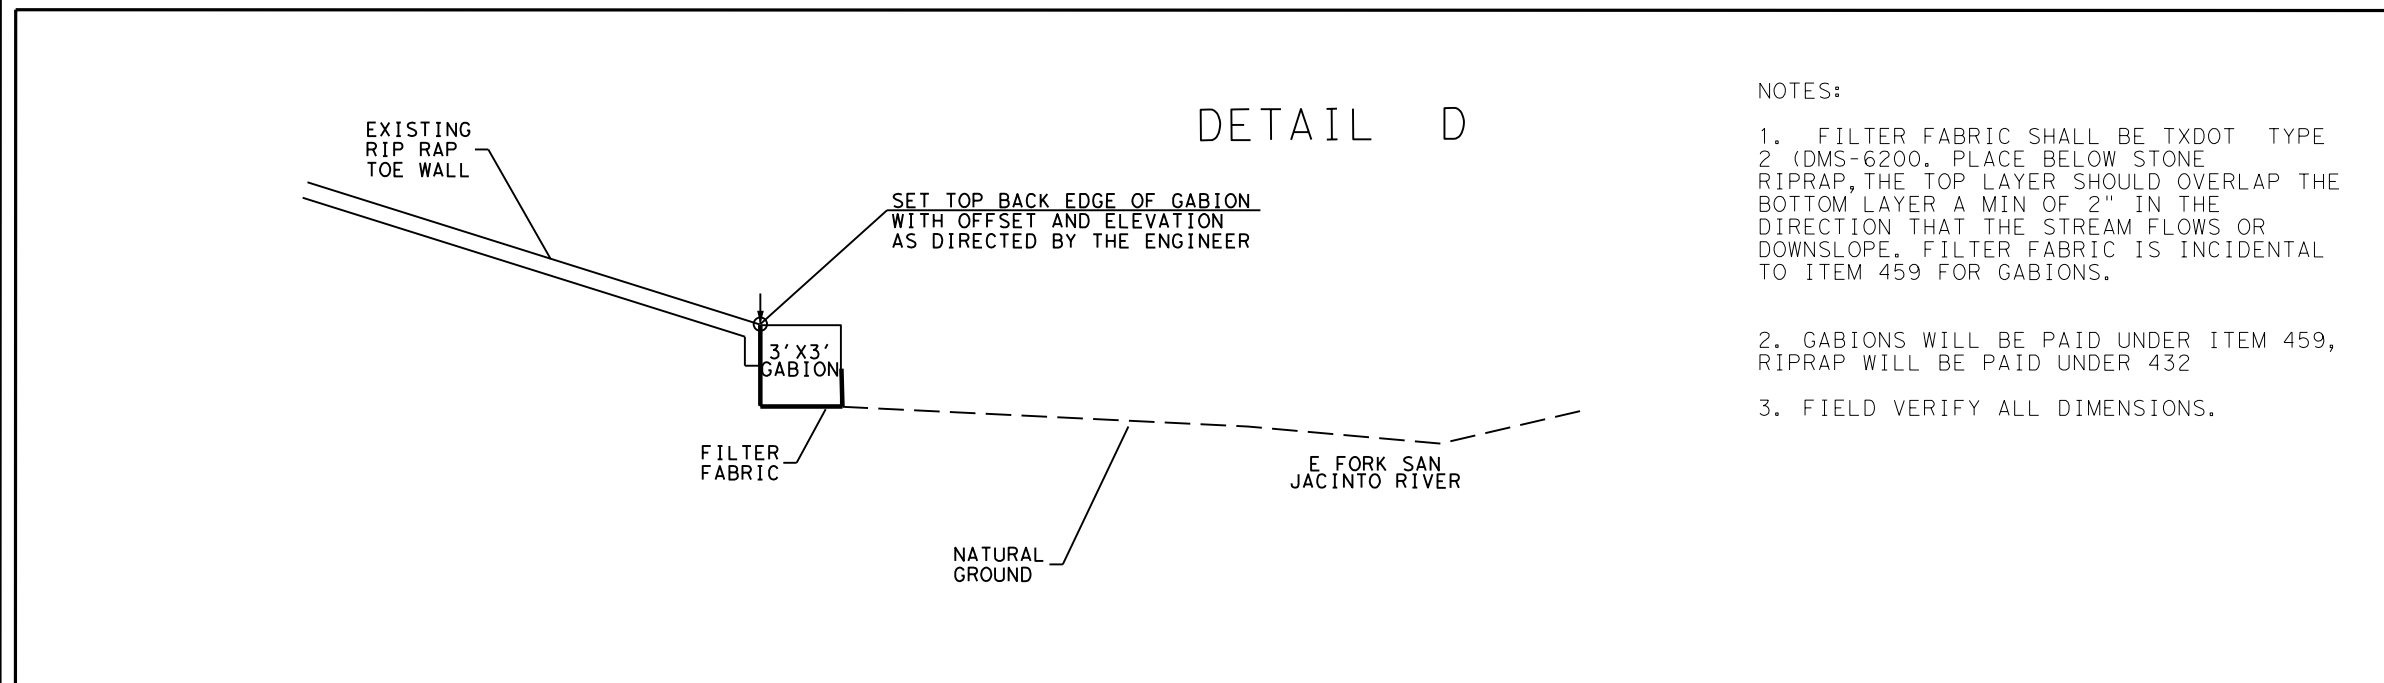 DETAIL D
EXISTING
RIP RAP
TOE WALL
SET TOP BACK EDGE OF GABION
WITH OFFSET AND ELEVATION
AS DIRECTED BY THE ENGINEER
3'X3'
GABION
FILTER
FABRIC
E FORK SAN
JACINTO RIVER
NATURAL
GROUND
NOTES:
1. FILTER FABRIC SHALL BE TXDOT TYPE
2 (DMS-6200. PLACE BELOW STONE
RIPRAP,THE TOP LAYER SHOULD OVERLAP THE
BOTTOM LAYER A MIN OF 2" IN THE
DIRECTION THAT THE STREAM FLOWS OR
DOWNSLOPE. FILTER FABRIC IS INCIDENTAL
TO ITEM 459 FOR GABIONS.
2. GABIONS WILL BE PAID UNDER ITEM 459,
RIPRAP WILL BE PAID UNDER 432
3. FIELD VERIFY ALL DIMENSIONS.